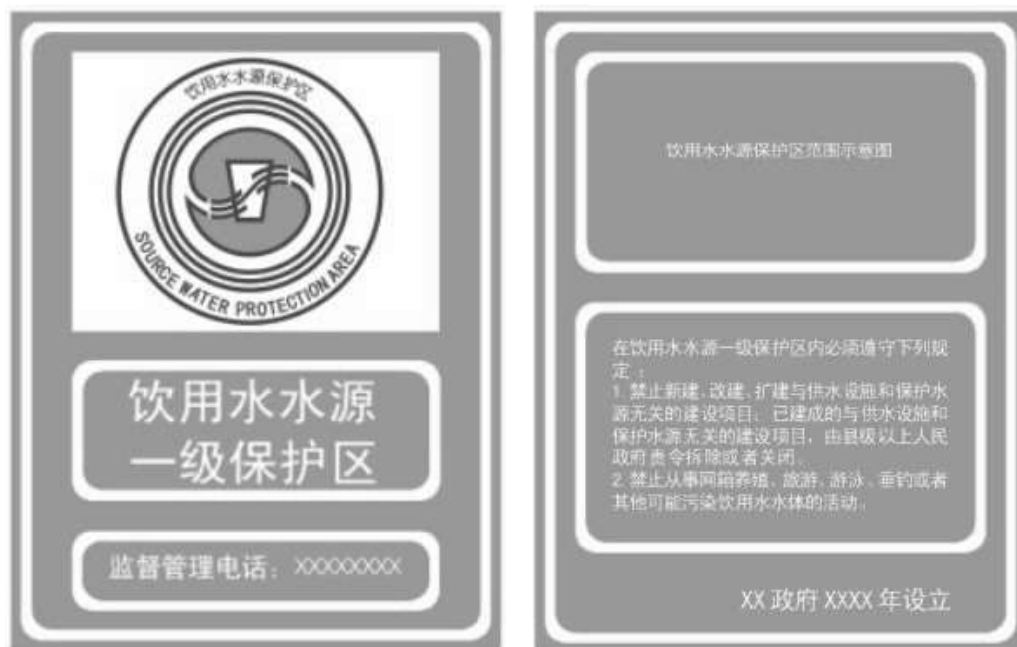 饮用水水源保护区
SOURCE WATER PROTECTION AREA
饮用水水源
一级保护区
监督管理电话：XXXXXXXX
饮用水水源保护区范围示意图
在饮用水水源一级保护区内必须遵守下列规
定：
1.禁止新建、改建、扩建与供水设施和保护水
源无关的建设项目；已建成的与供水设施和
保护水源无关的建设项目，由县级以上人民
政府责令拆除或者关闭。
2.禁止从事网箱养殖、旅游、游泳、垂钓或者
其他可能污染饮用水水体的活动。
XX 政府 XXXX 年设立